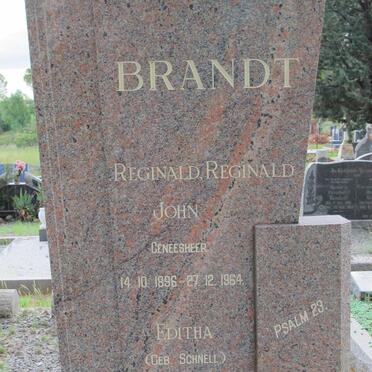 BRANDT
REGINALD, REGINALD
JOHN
GENEESHEER.
14. 10. 1896 – 27. 12. 1964.
EDITHA
(GEB. SCHNELL)
PSALM 23.